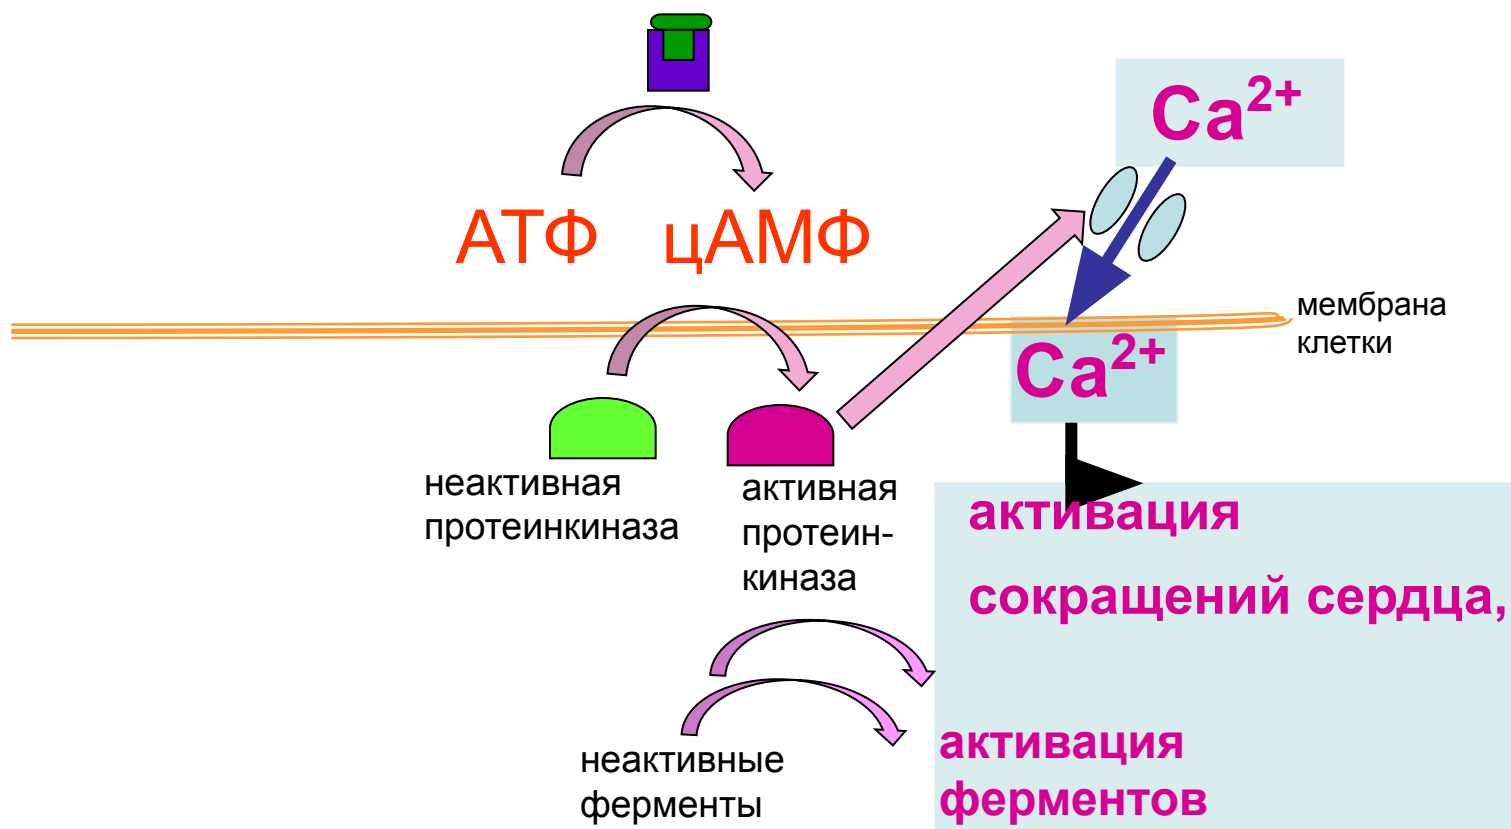 Ca2+
АТФ цАМФ
мембрана
клетки
Ca2+
неактивная
протеинкиназа
активная
протеин-
киназа
активация
сокращений сердца,
неактивные
ферменты
активация
ферментов